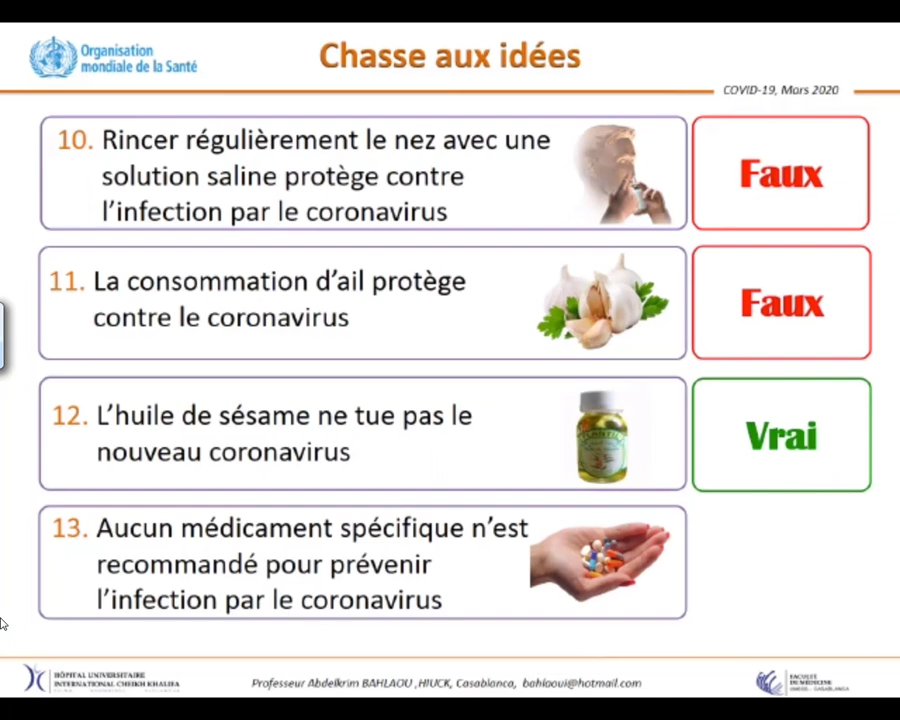 Organisation
mondiale de la Santé
Chasse aux idées
COVID-19, Mars 2020
10. Rincer régulièrement le nez avec une
solution saline protège contre
l'infection par le coronavirus
Faux
11. La consommation d'ail protège
contre le coronavirus
Faux
12. L'huile de sésame ne tue pas le
nouveau coronavirus
Vrai
13. Aucun médicament spécifique n'est
recommandé pour prévenir
l'infection par le coronavirus
HÔPITAL UNIVERSITAIRE
INTERNATIONAL CHEIKH KHALIFA
Professeur Abdelkrim BAHLAOU ,HIUCK, Casablanca, bahlaoui@hotmail.com
FACULTÉ
DE MÉDECINE